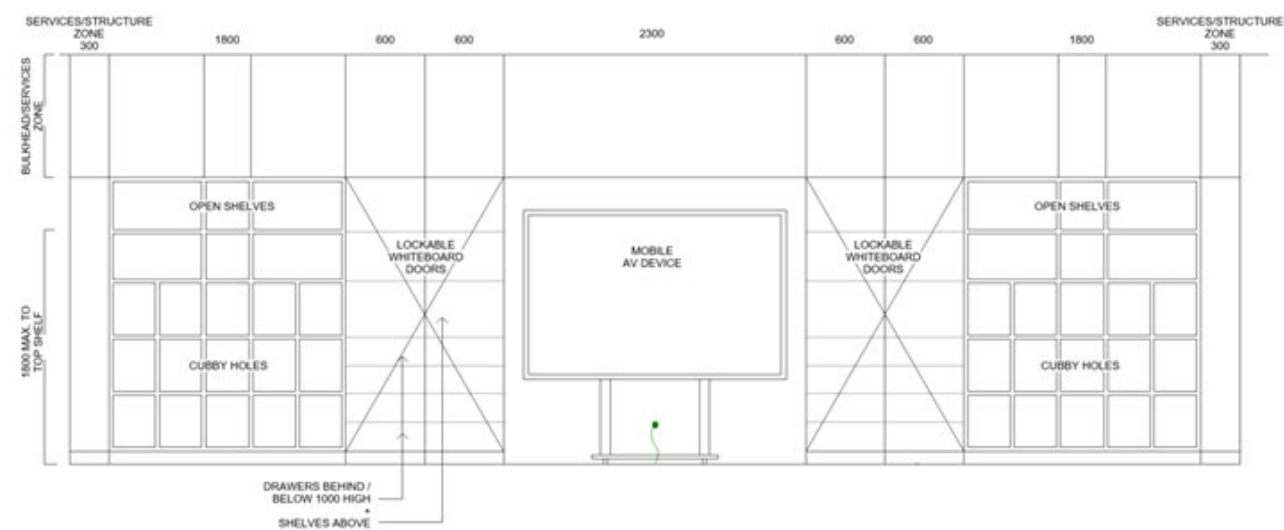 SERVICES/STRUCTURE
ZONE
300
1800
600
600
2300
600
600
1800
SERVICES/STRUCTURE
ZONE
300
BULKHEAD/SERVICES
ZONE
1800 MAX. TO
TOP SHELF
OPEN SHELVES
LOCKABLE
WHITEBOARD
DOORS
MOBILE
AV DEVICE
LOCKABLE
WHITEBOARD
DOORS
OPEN SHELVES
CUBBY HOLES
CUBBY HOLES
DRAWERS BEHIND /
BELOW 1000 HIGH
+
SHELVES ABOVE